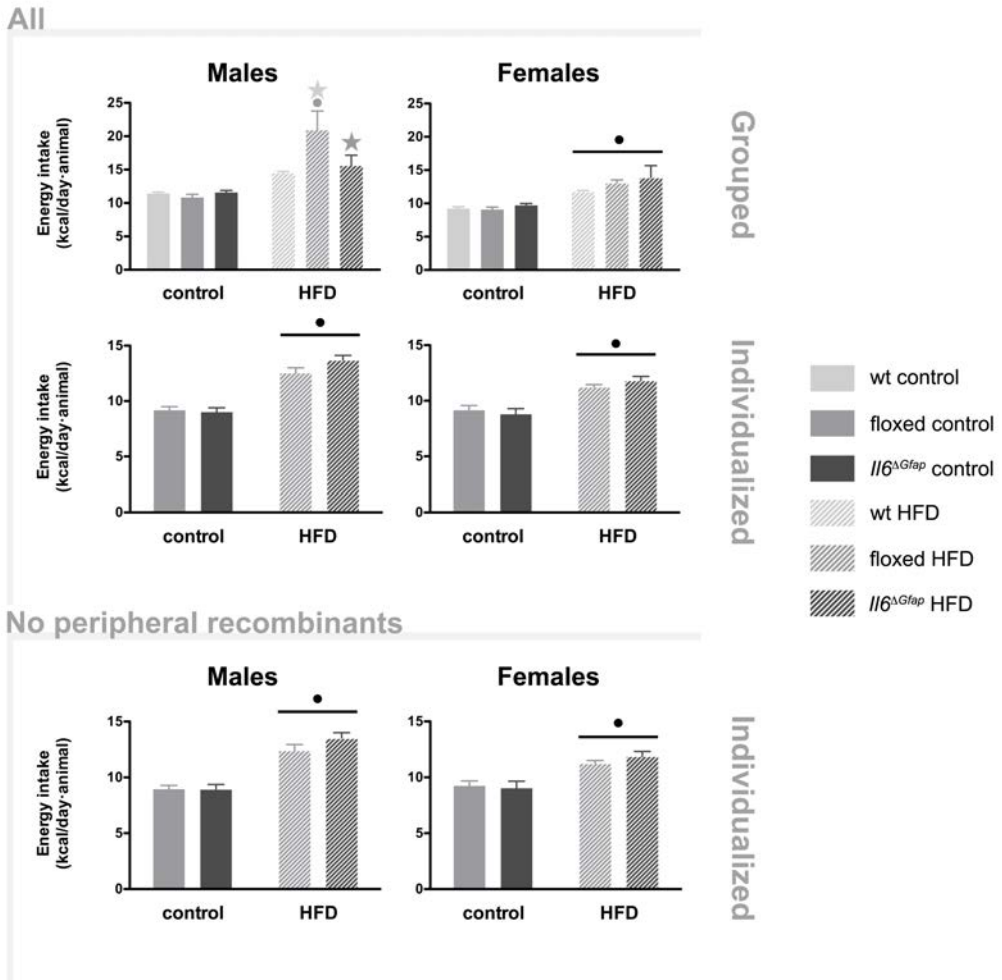 All
Males
Females
Energy intake
(kcal/day·animal)
25
20
15
10
5
0
control
HFD
25
20
15
10
5
0
control
HFD
Grouped
Energy intake
(kcal/day·animal)
15
10
5
0
control
HFD
15
10
5
0
control
HFD
Individualized
wt control
floxed control
Il6ΔGfap control
wt HFD
floxed HFD
Il6ΔGfap HFD
No peripheral recombinants
Males
Females
Energy intake
(kcal/day·animal)
15
10
5
0
control
HFD
15
10
5
0
control
HFD
Individualized